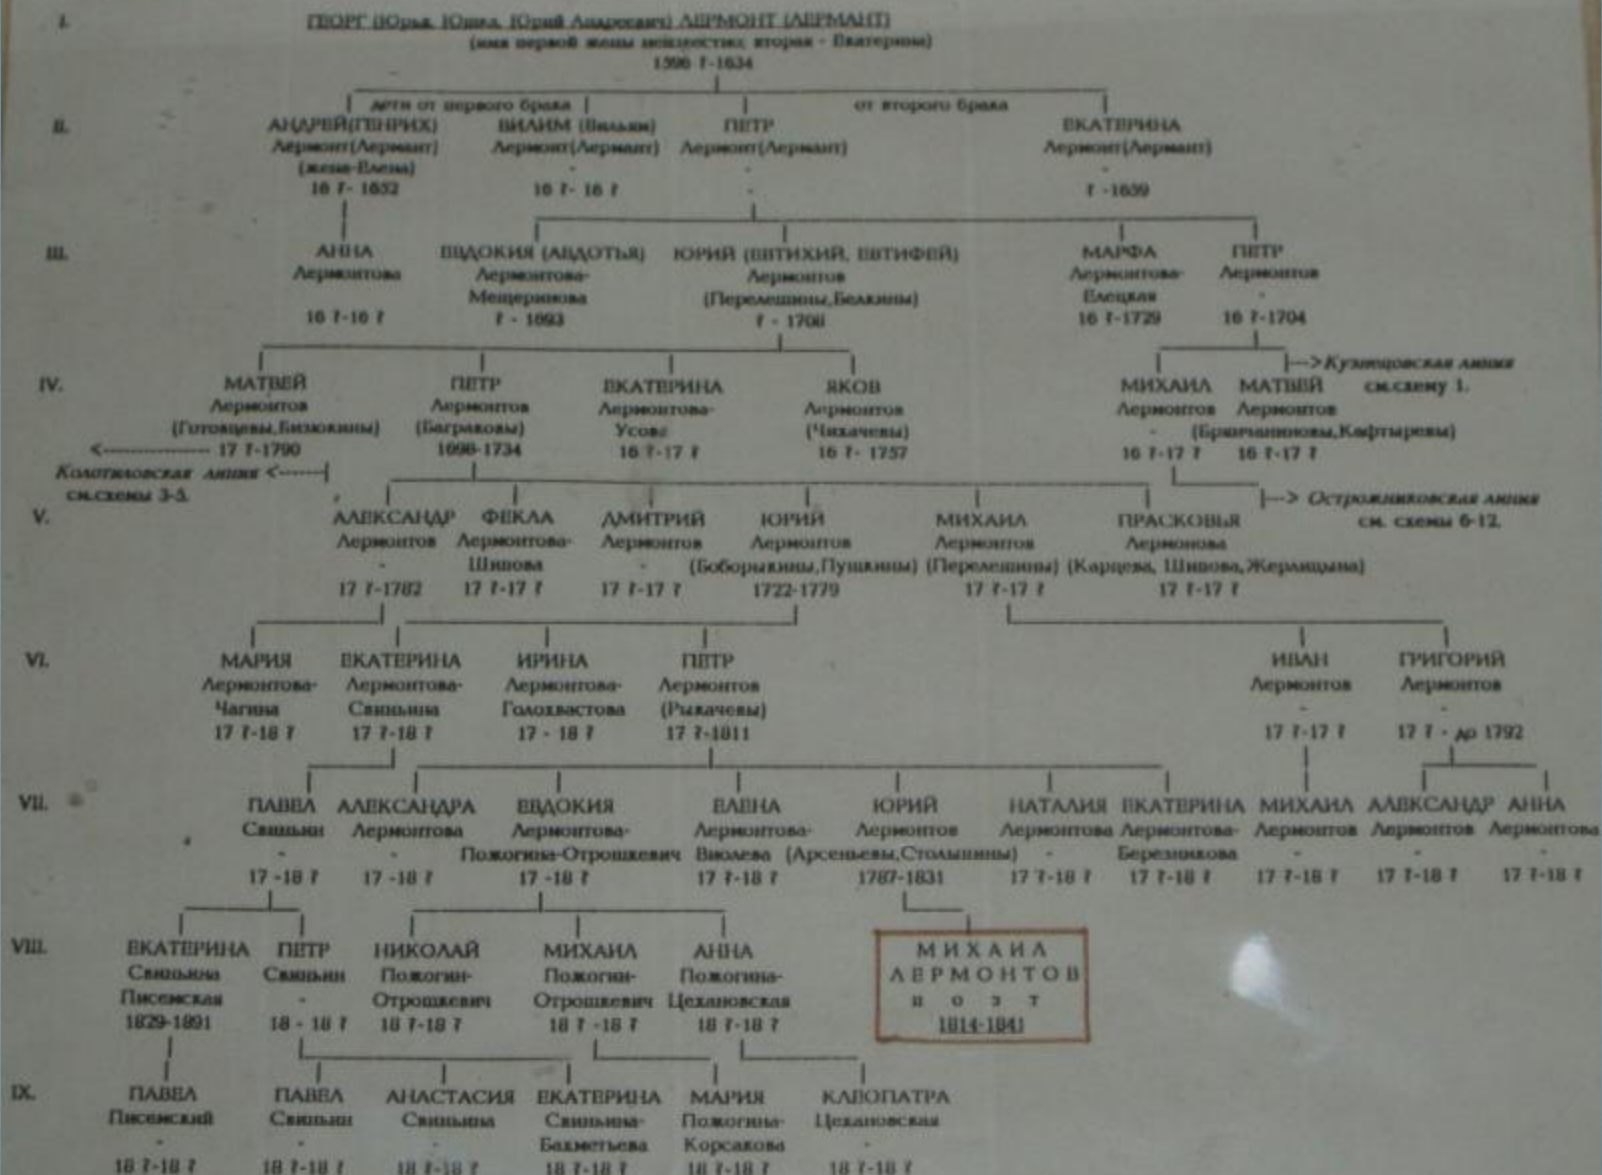 I.
ГЕОРГ (Юрья, Юшка, Юрий Андреевич) ЛЕРМОНТ (ЛЕРМАНТ)
(имя первой жены неизвестно; вторая - Екатерина)
1596 ?-1634
дети от первого брака от второго брака
II. АНДРЕЙ(ГЕНРИХ) ВИЛИМ (Вильям) ПЕТР ЕКАТЕРИНА
Лермонт(Лермант) Лермонт(Лермант) Лермонт(Лермант) Лермонт(Лермант)
(жена-Елена) - - -
16 ?- 1652 16 ?- 16 ? - ? -1659
III. АННА ЕВДОКИЯ (АВДОТЬЯ) ЮРИЙ (ЕВТИХИЙ, ЕВТИФЕЙ) МАРФА ПЕТР
Лермонтова Лермонтова- Лермонтов Лермонтова- Лермонтов
Мещеринова (Перелешины,Белкины) Елецкая -
16 ?-16 ? ? - 1693 ? - 1708 16 ?-1729 16 ?-1704
--->Кузнецовская линия
IV. МАТВЕЙ ПЕТР ЕКАТЕРИНА ЯКОВ МИХАИЛ МАТВЕЙ см.схему 1.
Лермонтов Лермонтов Лермонтова- Лермонтов Лермонтов Лермонтов
(Готовцевы,Бизюкины) Усова (Чихачевы) - (Брянчаниновы,Кафтыревы)
<---------------- 17 ?-1790 1698-1734 16 ?-17 ? 16 ?- 1757 16 ?-17 ? 16 ?-17 ?
Колотиловская линия <------
см.схемы 3-5.
---> Острожниковская линия
см. схемы 6-12.
V. АЛЕКСАНДР ФЕКЛА ДМИТРИЙ ЮРИЙ МИХАИЛ ПРАСКОВЬЯ
Лермонтов Лермонтова- Лермонтов Лермонтов Лермонтов Лермонова
- Шипова - (Боборыкины,Пушкины) (Перелешины) (Карцева, Шипова,Жерлицына)
17 ?-1782 17 ?-17 ? 17 ?-17 ? 1722-1779 17 ?-17 ? 17 ?-17 ?
VI. МАРИЯ ЕКАТЕРИНА ИРИНА ПЕТР ИВАН ГРИГОРИЙ
Лермонтова- Лермонтова- Лермонтова- Лермонтов Лермонтов Лермонтов
Чагина Свиньина Голохвастова (Рыкачевы) - -
17 ?-18 ? 17 ?-18 ? 17 - 18 ? 17 ?-1811 17 ?-17 ? 17 ? - до 1792
VII. ПАВЕЛ АЛЕКСАНДРА ЕВДОКИЯ ЕЛЕНА ЮРИЙ НАТАЛИЯ ЕКАТЕРИНА МИХАИЛ АЛЕКСАНДР АННА
Свиньин Лермонтова Лермонтова- Лермонтова- Лермонтов Лермонтова Лермонтова- Лермонтов Лермонтов Лермонтова
- - Пожогина-Отрошкевич Виолева (Арсеньевы,Столыпины) - Березникова - - -
17 -18 ? 17 -18 ? 17 -18 ? 17 ?-18 ? 1787-1831 17 ?-18 ? 17 ?-18 ? 17 ?-18 ? 17 ?-18 ? 17 ?-18 ?
VIII. ЕКАТЕРИНА ПЕТР НИКОЛАЙ МИХАИЛ АННА МИХАИЛ
Свиньина Свиньин Пожогин- Пожогин- Пожогина- ЛЕРМОНТОВ
Писемская - Отрошкевич Отрошкевич Цехановская поэт
1829-1891 18 - 18 ? 18 ?-18 ? 18 ? -18 ? 18 ?-18 ? 1814-1841
IX. ПАВЕЛ ПАВЕЛ АНАСТАСИЯ ЕКАТЕРИНА МАРИЯ КЛЕОПАТРА
Писемский Свиньин Свиньина Свиньина- Пожогина- Цехановская
- - - Бахметьева Корсакова -
18 ?-18 ? 18 ?-18 ? 18 ?-18 ? 18 ?-18 ? 18 ?-18 ? 18 ?-18 ?